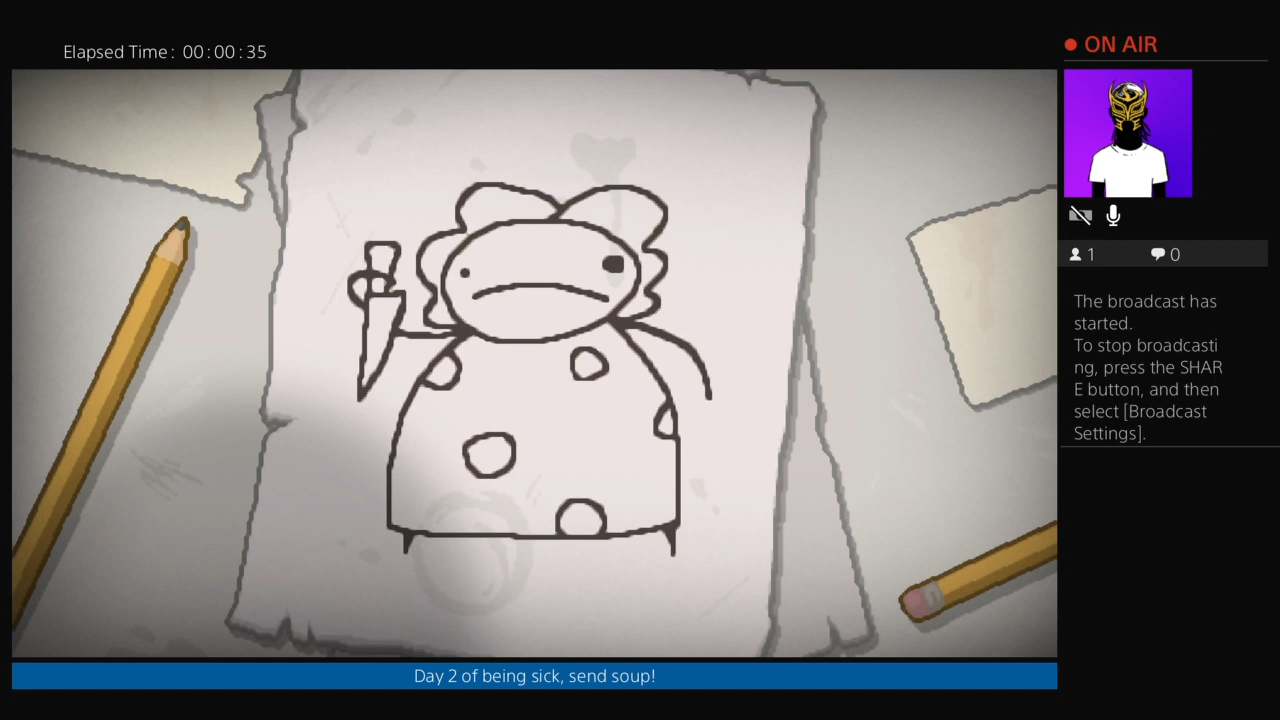 Elapsed Time: 00:00:35
ON AIR
1
0
The broadcast has
started.
To stop broadcasti
ng, press the SHAR
E button, and then
select [Broadcast
Settings].
Day 2 of being sick, send soup!